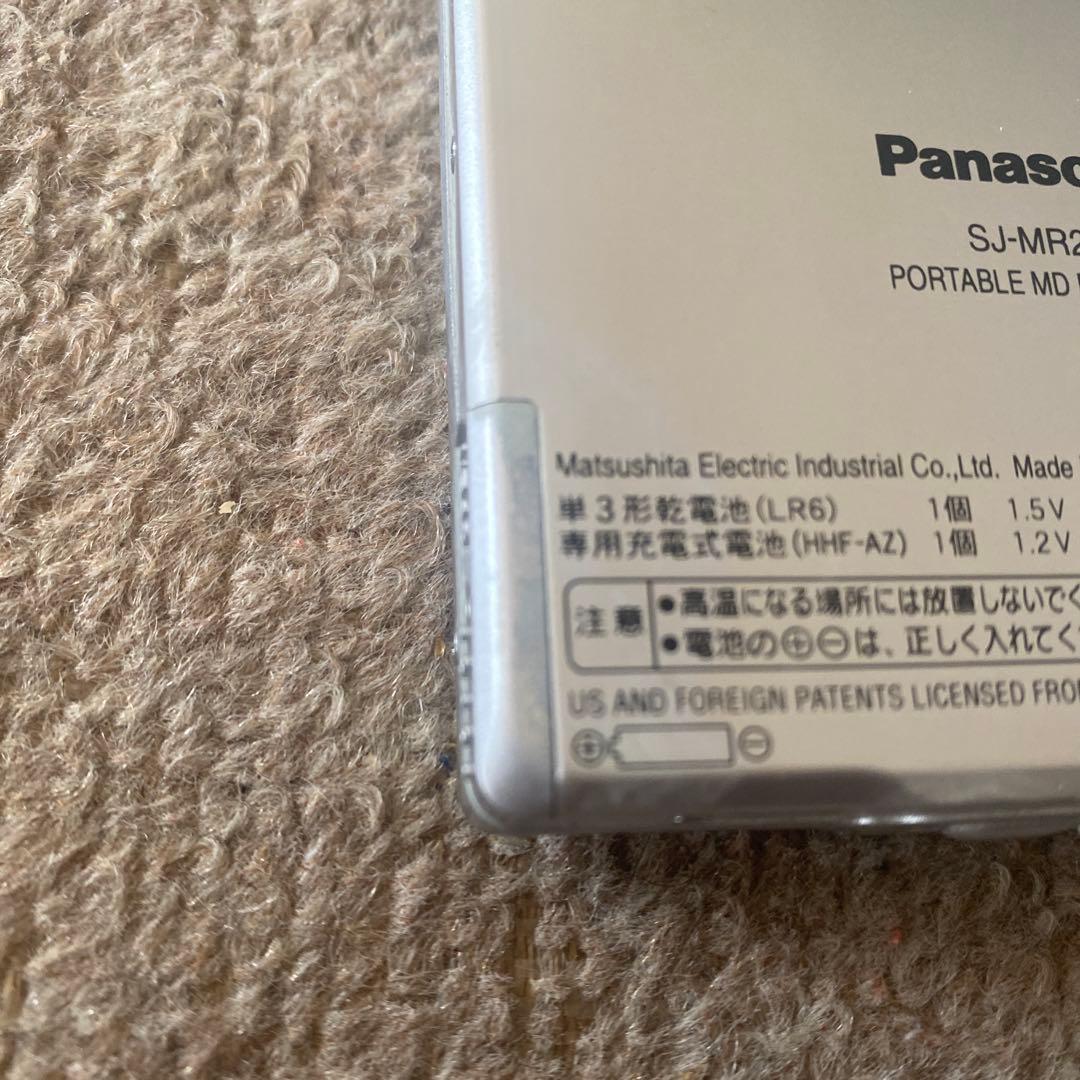 Panaso
SJ-MR2
PORTABLE MD
Matsushita Electric Industrial Co.,Ltd. Made
単3形乾電池(LR6) 1個 1.5V
専用充電式電池(HHF-AZ) 1個 1.2V
注意
●高温になる場所には放置しないでく
●電池の⊕⊖は、正しく入れてく
US AND FOREIGN PATENTS LICENSED FRO
⊕ ⊖